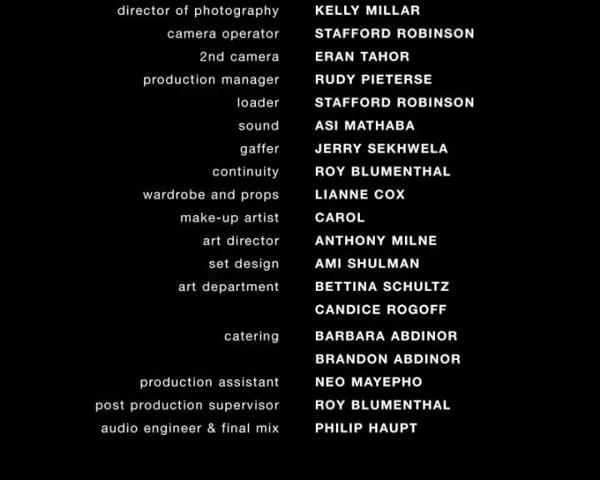 director of photography KELLY MILLAR
camera operator STAFFORD ROBINSON
2nd camera ERAN TAHOR
production manager RUDY PIETERSE
loader STAFFORD ROBINSON
sound ASI MATHABA
gaffer JERRY SEKHWELA
continuity ROY BLUMENTHAL
wardrobe and props LIANNE COX
make-up artist CAROL
art director ANTHONY MILNE
set design AMI SHULMAN
art department BETTINA SCHULTZ
CANDICE ROGOFF
catering BARBARA ABDINOR
BRANDON ABDINOR
production assistant NEO MAYEPHO
post production supervisor ROY BLUMENTHAL
audio engineer & final mix PHILIP HAUPT